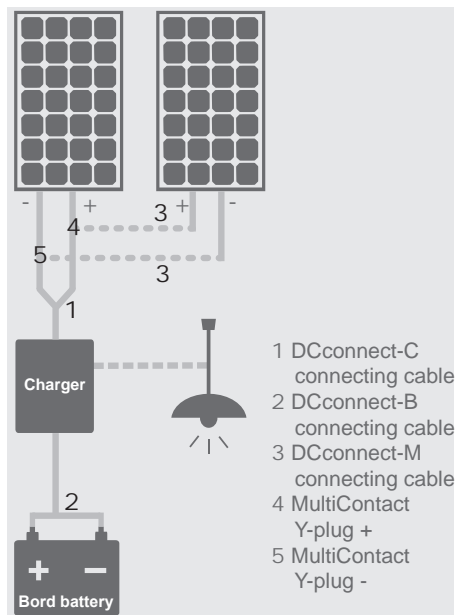 - + + -
3
4
5
3
1
Charger
2
+ −
Bord battery
1 DCconnect-C
connecting cable
2 DCconnect-B
connecting cable
3 DCconnect-M
connecting cable
4 MultiContact
Y-plug +
5 MultiContact
Y-plug -